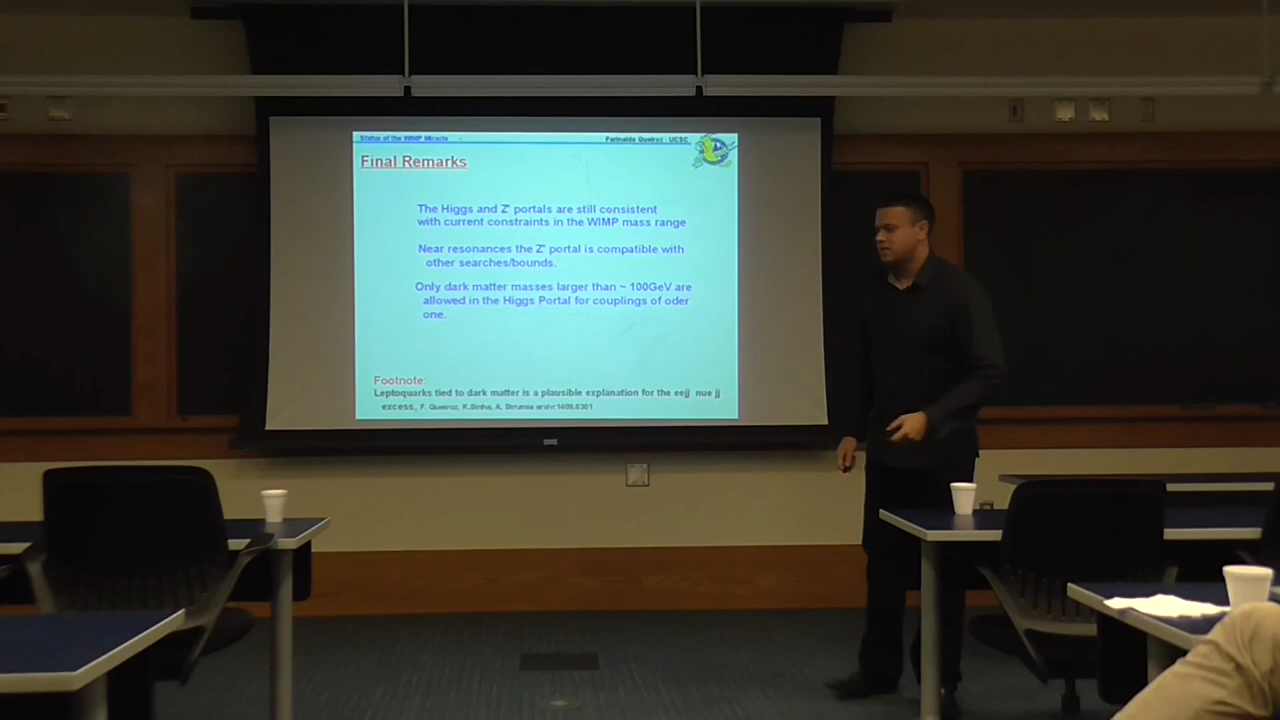 Status of the WIMP Miracle
Farinaldo Queiroz - UCSC
Final Remarks
The Higgs and Z' portals are still consistent
with current constraints in the WIMP mass range
Near resonances the Z' portal is compatible with
other searches/bounds.
Only dark matter masses larger than ~ 100GeV are
allowed in the Higgs Portal for couplings of oder
one.
Footnote:
Leptoquarks tied to dark matter is a plausible explanation for the eejj nue jj
excess, F. Queiroz, K.Sinha, A. Strumia arxiv:1409.6301